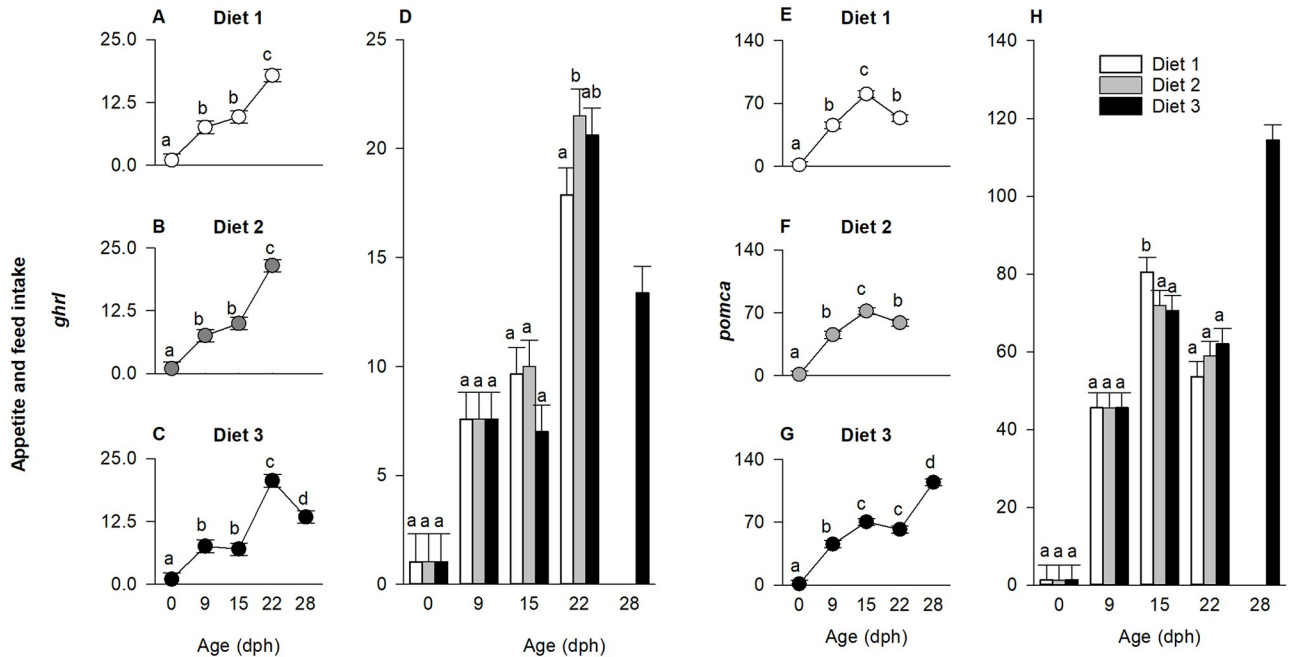 A Diet 1
25.0
12.5
0.0
a b b c
B Diet 2
25.0
12.5
0.0
a b b c
C Diet 3
25.0
12.5
0.0
a b b c d
0 9 15 22 28
Age (dph)
Appetite and feed intake
ghrl
D
25
20
15
10
5
0
a a a
a a a
a a a
a b ab
0 9 15 22 28
Age (dph)
E Diet 1
140
70
0
a b c b
F Diet 2
140
70
0
a b c b
G Diet 3
140
70
0
a b c c d
0 9 15 22 28
Age (dph)
pomca
H
140
120
100
80
60
40
20
0
Diet 1
Diet 2
Diet 3
a a a
a a a
b a a
a a a
0 9 15 22 28
Age (dph)